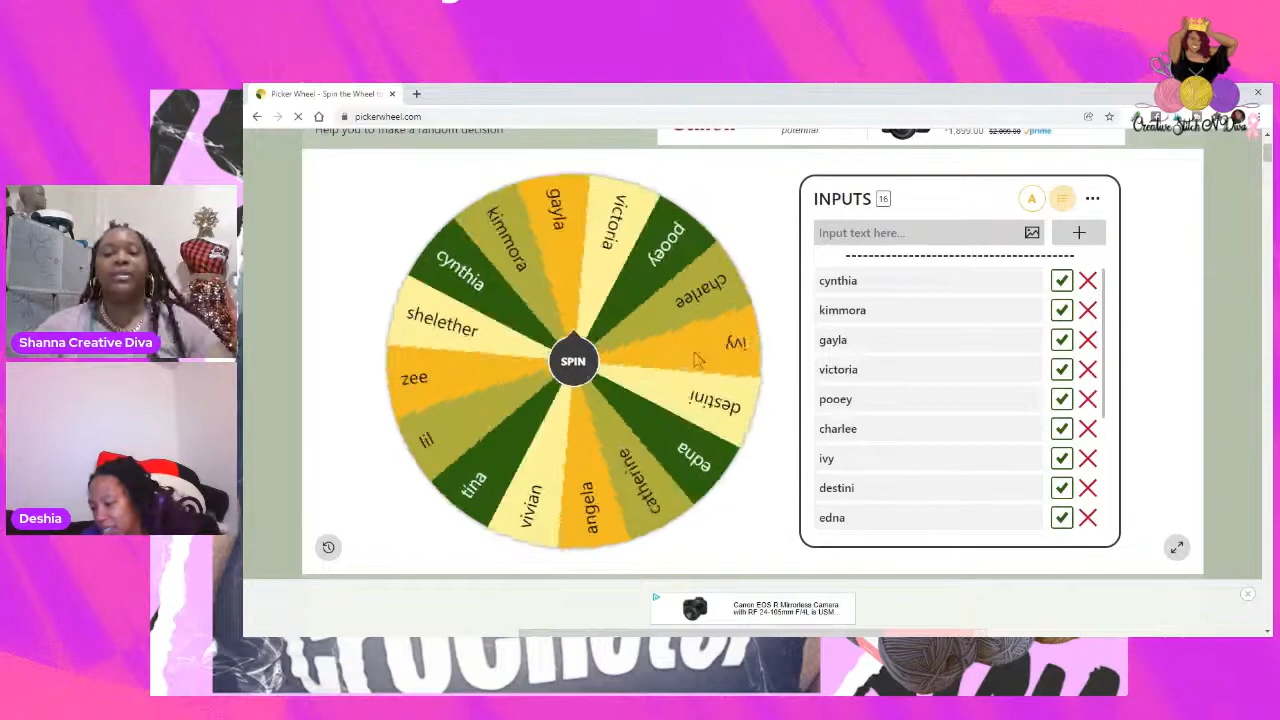 Picker Wheel - Spin the Wheel to
pickerwheel.com
Help you to make a random decision
potential.
$1,899.00 $2,099.00 prime
Creative Stitch N Diva
Shanna Creative Diva
Deshia
gayla
victoria
pooey
charlee
ivy
destini
edna
catherine
angela
vivian
tina
lil
zee
shelether
cynthia
kimmora
SPIN
INPUTS 16
A
Input text here...
cynthia
kimmora
gayla
victoria
pooey
charlee
ivy
destini
edna
Canon EOS R Mirrorless Camera
with RF 24-105mm F/4L is USM...